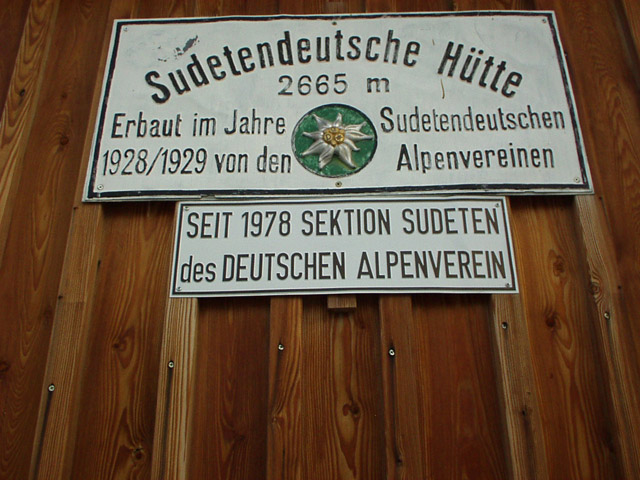 Sudetendeutsche Hütte
2665 m
Erbaut im Jahre Sudetendeutschen
1928/1929 von den Alpenvereinen
SEIT 1978 SEKTION SUDETEN
des DEUTSCHEN ALPENVEREIN